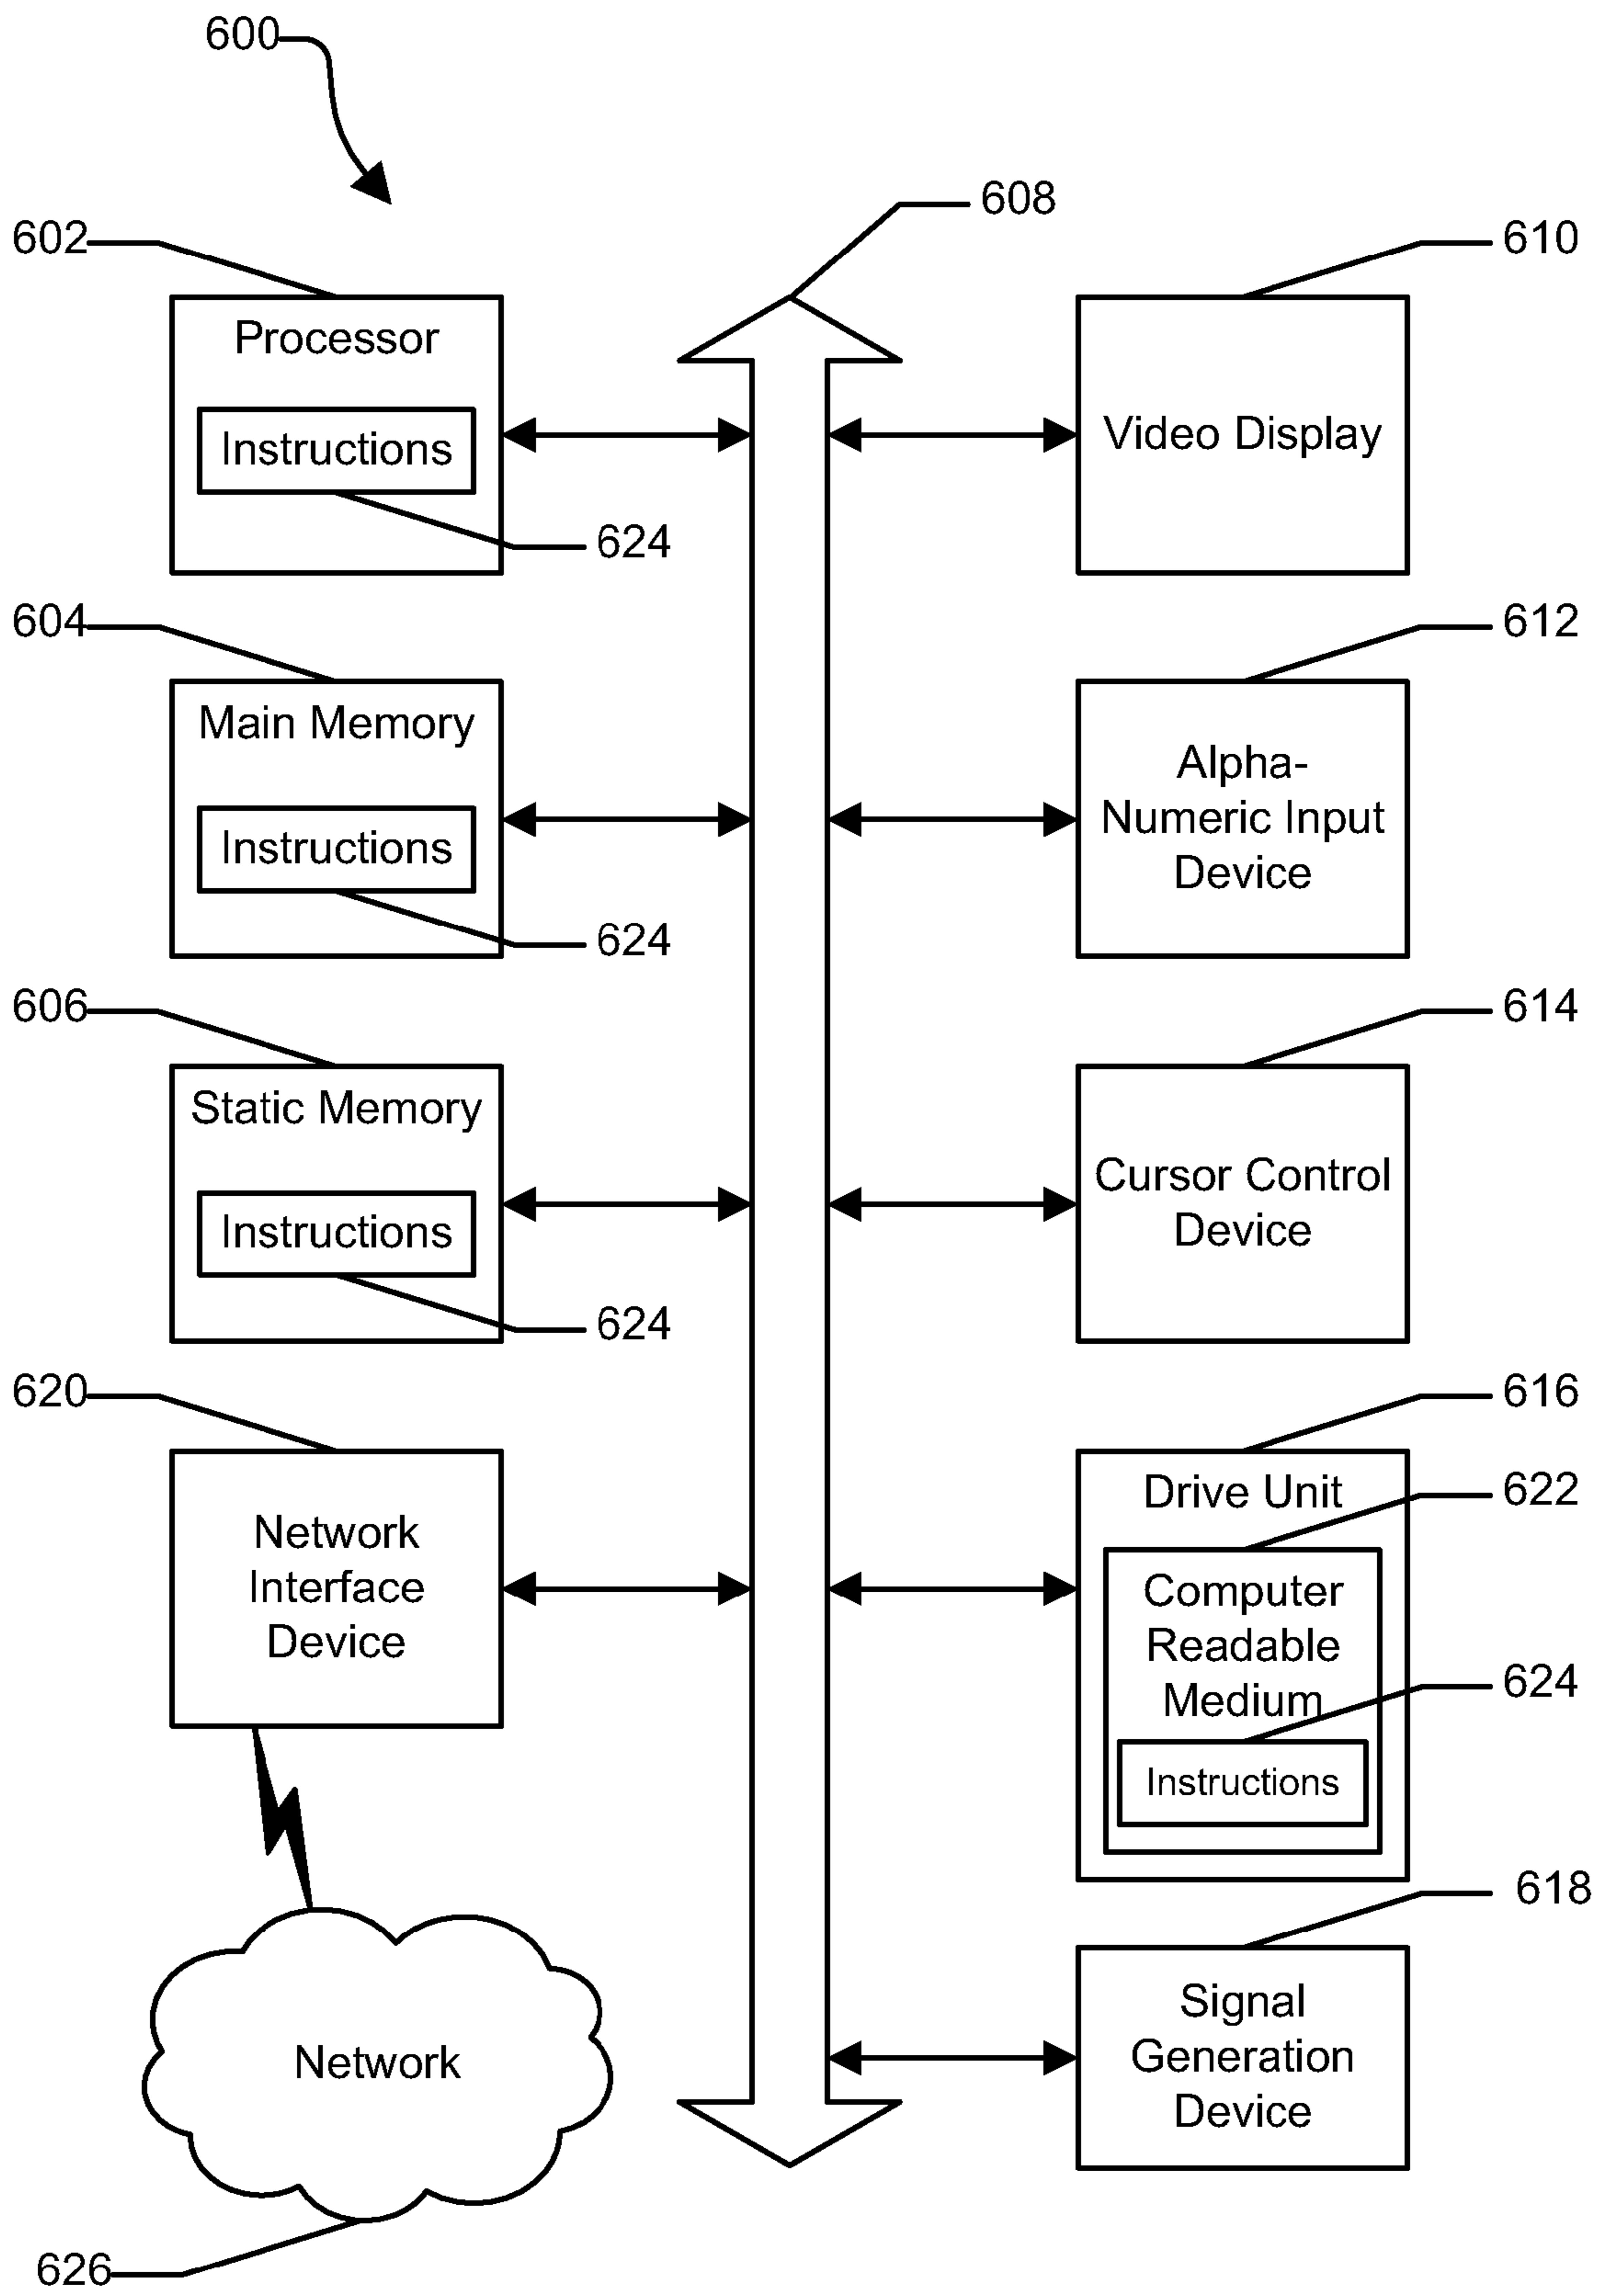 600
608
602
610
Processor
Instructions
Video Display
624
604
612
Main Memory
Instructions
Alpha-
Numeric Input
Device
624
606
614
Static Memory
Instructions
Cursor Control
Device
624
620
616
Network
Interface
Device
Drive Unit
622
Computer
Readable
Medium
624
Instructions
618
Network
Signal
Generation
Device
626